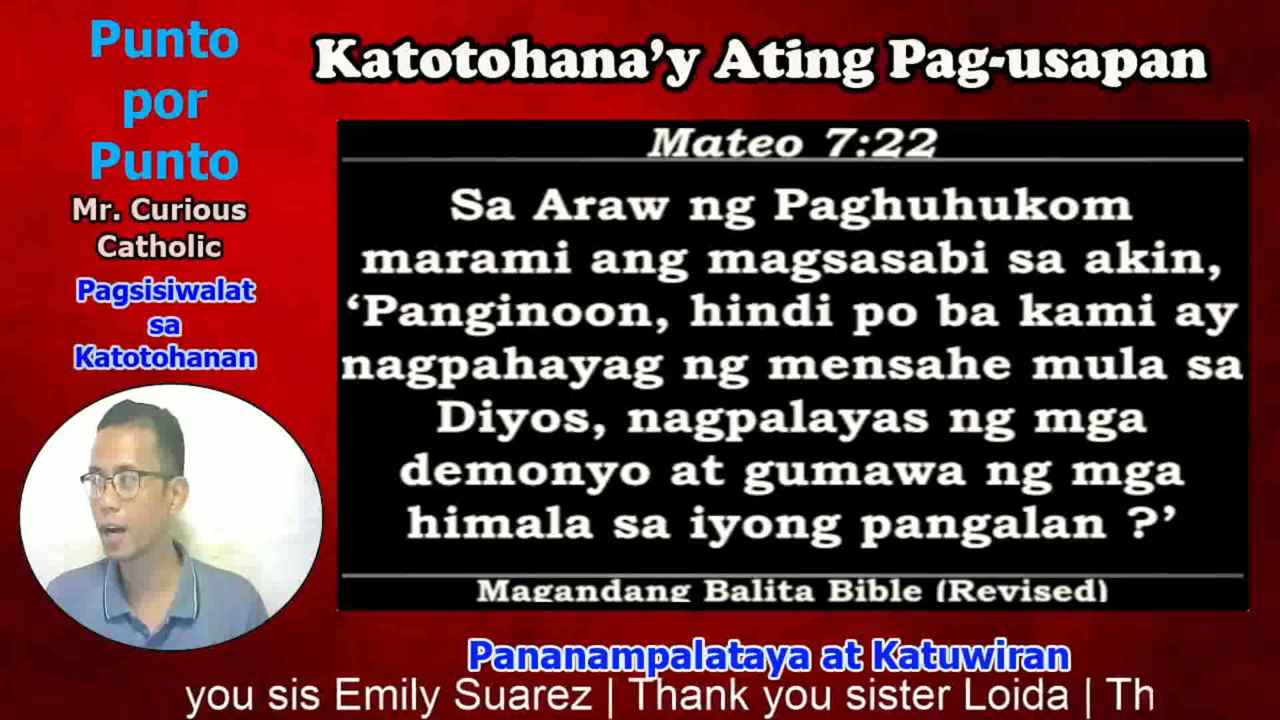 Punto
por
Punto
Mr. Curious
Catholic
Pagsisiwalat
sa
Katotohanan
Katotohana’y Ating Pag-usapan
Mateo 7:22
Sa Araw ng Paghuhukom
marami ang magsasabi sa akin,
‘Panginoon, hindi po ba kami ay
nagpahayag ng mensahe mula sa
Diyos, nagpalayas ng mga
demonyo at gumawa ng mga
himala sa iyong pangalan ?’
Magandang Balita Bible (Revised)
Pananampalataya at Katuwiran
you sis Emily Suarez | Thank you sister Loida | Th